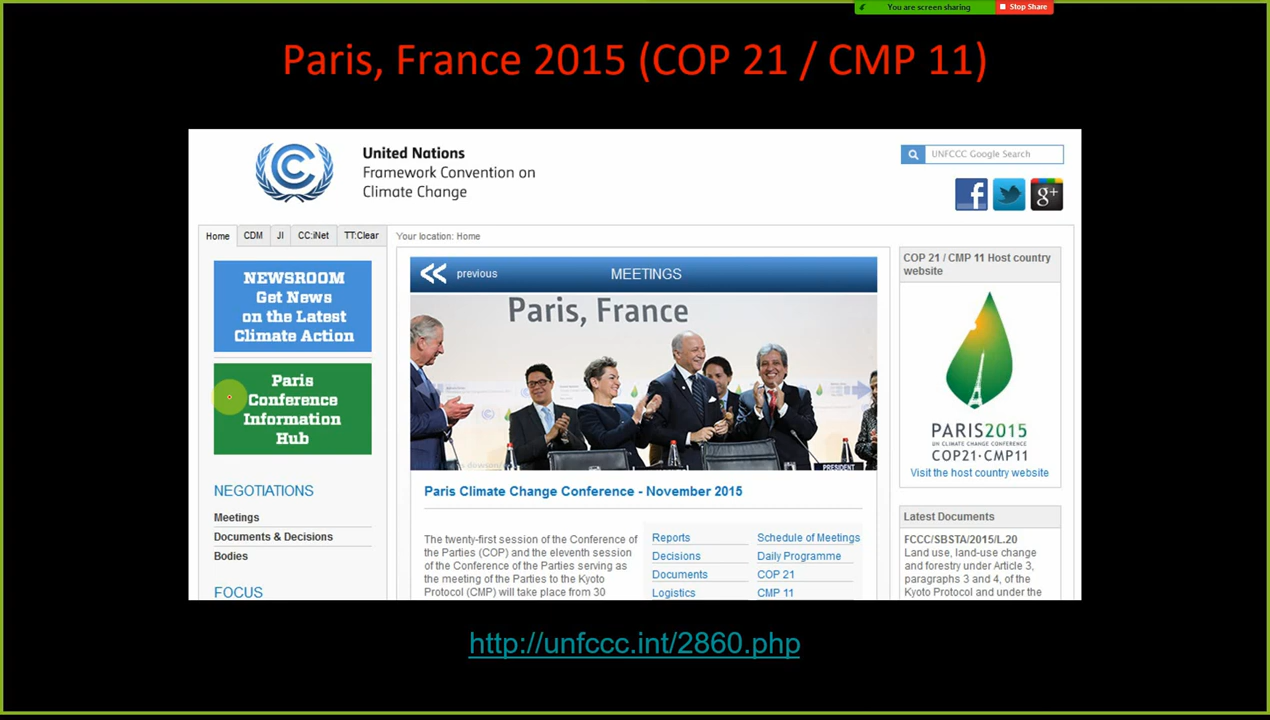 You are screen sharing
Stop Share
Paris, France 2015 (COP 21 / CMP 11)
United Nations
Framework Convention on
Climate Change
UNFCCC Google Search
Home
CDM
JI
CC:iNet
TT:Clear
Your location: Home
NEWSROOM
Get News
on the Latest
Climate Action
Paris
Conference
Information
Hub
NEGOTIATIONS
Meetings
Documents & Decisions
Bodies
FOCUS
previous
MEETINGS
Paris, France
PRESIDENT
Paris Climate Change Conference - November 2015
The twenty-first session of the Conference of
the Parties (COP) and the eleventh session
of the Conference of the Parties serving as
the meeting of the Parties to the Kyoto
Protocol (CMP) will take place from 30
Reports
Decisions
Documents
Logistics
Schedule of Meetings
Daily Programme
COP 21
CMP 11
COP 21 / CMP 11 Host country
website
PARIS2015
UN CLIMATE CHANGE CONFERENCE
COP21·CMP11
Visit the host country website
Latest Documents
FCCC/SBSTA/2015/L.20
Land use, land-use change
and forestry under Article 3,
paragraphs 3 and 4, of the
Kyoto Protocol and under the
http://unfccc.int/2860.php